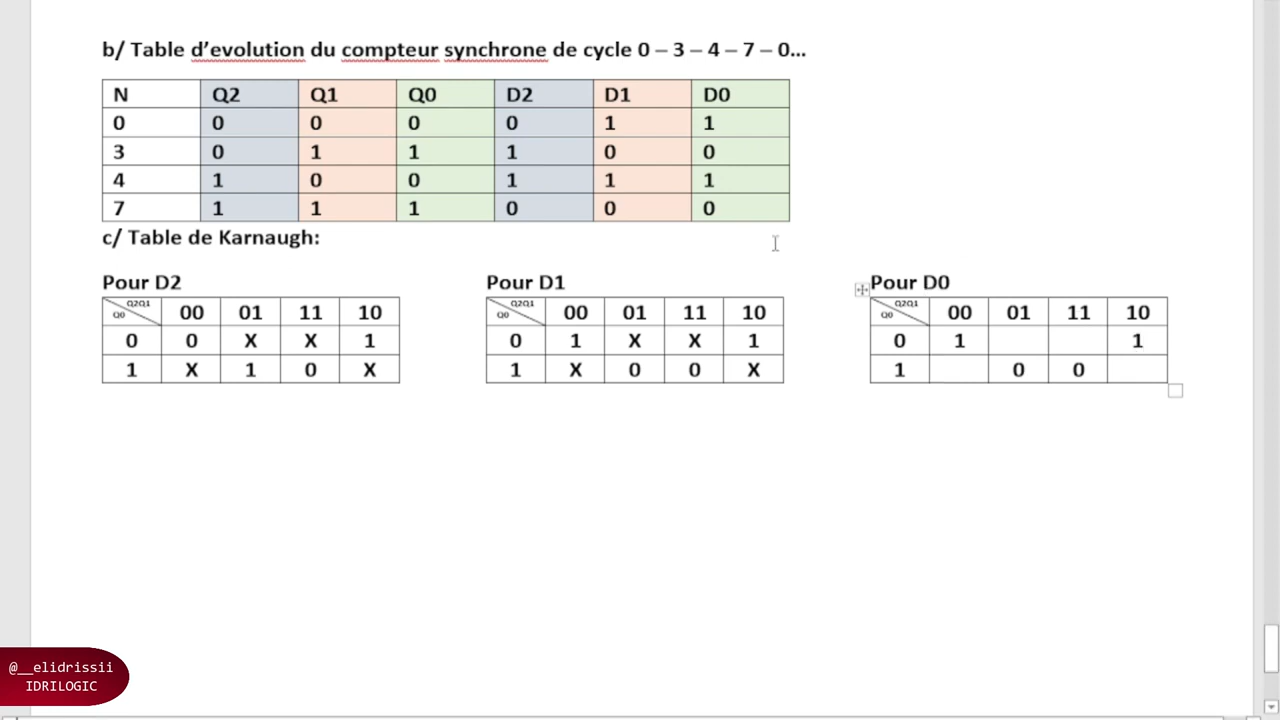 b/ Table d'evolution du compteur synchrone de cycle 0 – 3 – 4 – 7 – 0...
N Q2 Q1 Q0 D2 D1 D0
0 0 0 0 0 1 1
3 0 1 1 1 0 0
4 1 0 0 1 1 1
7 1 1 1 0 0 0
c/ Table de Karnaugh:
Pour D2
Q2Q1
Q0 00 01 11 10
0 0 X X 1
1 X 1 0 X
Pour D1
Q2Q1
Q0 00 01 11 10
0 1 X X 1
1 X 0 0 X
Pour D0
Q2Q1
Q0 00 01 11 10
0 1 1
1 0 0
@__elidrissii
IDRILOGIC